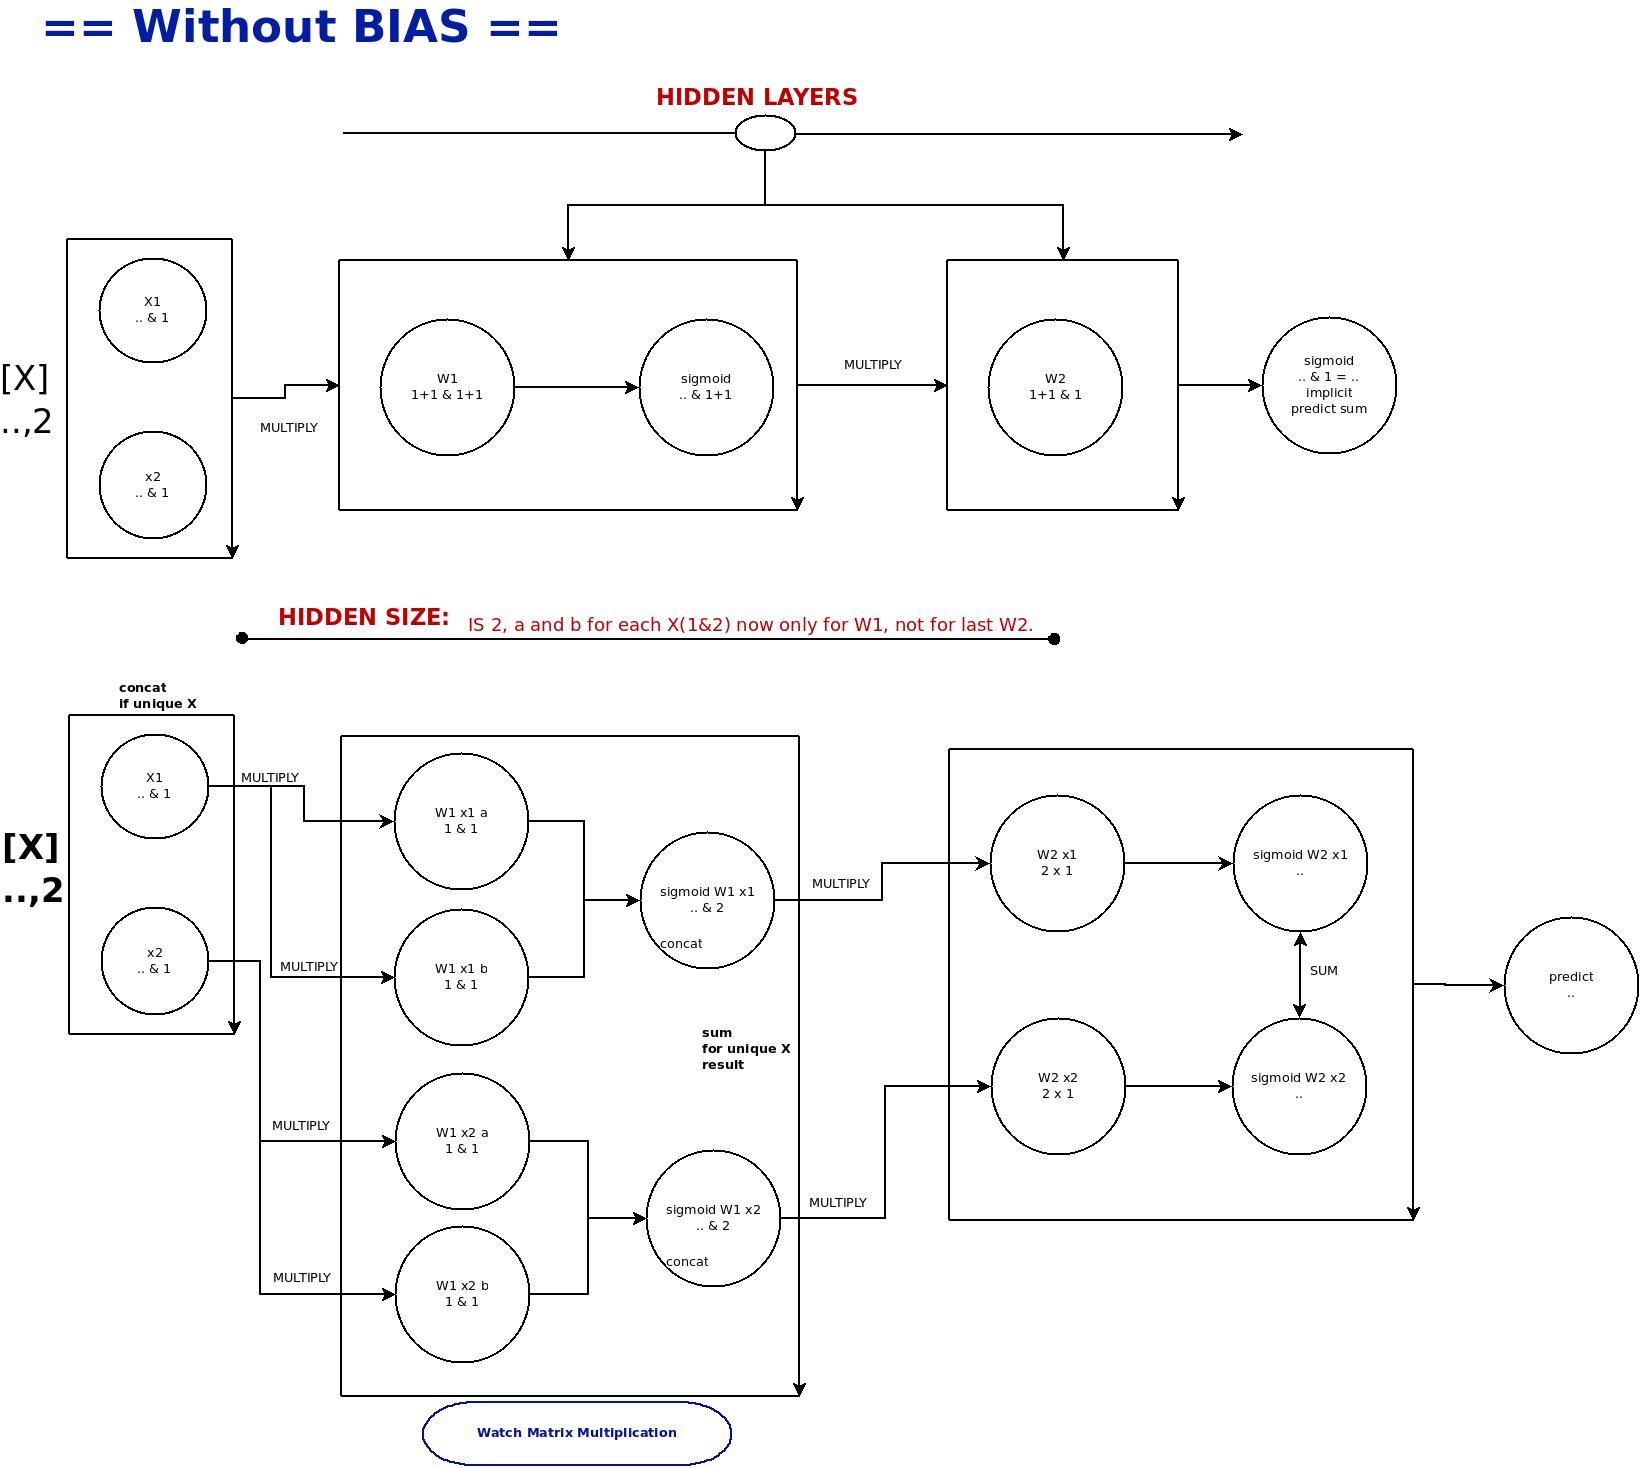 == Without BIAS ==
HIDDEN LAYERS
X1
.. & 1
[X]
..,2
x2
.. & 1
MULTIPLY
W1
1+1 & 1+1
sigmoid
.. & 1+1
MULTIPLY
W2
1+1 & 1
sigmoid
.. & 1 = ..
implicit
predict sum
HIDDEN SIZE:
IS 2, a and b for each X(1&2) now only for W1, not for last W2.
concat
if unique X
X1
.. & 1
[X]
..,2
x2
.. & 1
MULTIPLY
MULTIPLY
MULTIPLY
MULTIPLY
W1 x1 a
1 & 1
W1 x1 b
1 & 1
W1 x2 a
1 & 1
W1 x2 b
1 & 1
sigmoid W1 x1
.. & 2
concat
sum
for unique X
result
sigmoid W1 x2
.. & 2
concat
MULTIPLY
MULTIPLY
W2 x1
2 x 1
sigmoid W2 x1
..
SUM
W2 x2
2 x 1
sigmoid W2 x2
..
predict
..
Watch Matrix Multiplication